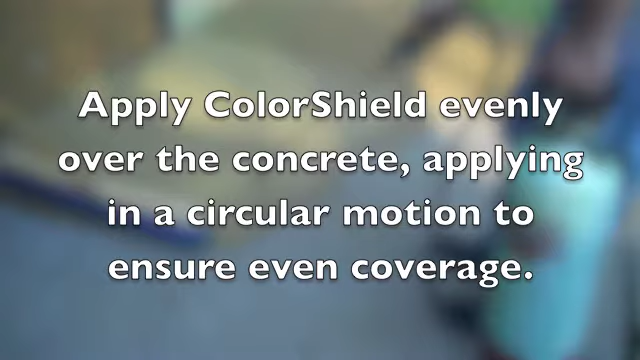 Apply ColorShield evenly
over the concrete, applying
in a circular motion to
ensure even coverage.